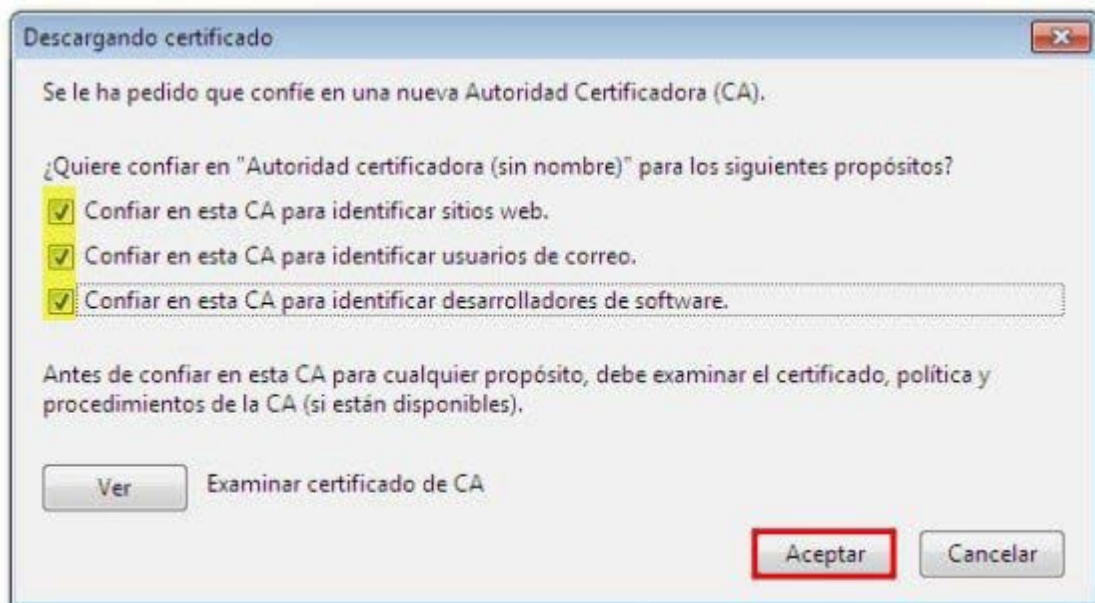 Descargando certificado
Se le ha pedido que confíe en una nueva Autoridad Certificadora (CA).
¿Quiere confiar en "Autoridad certificadora (sin nombre)" para los siguientes propósitos?
Confiar en esta CA para identificar sitios web.
Confiar en esta CA para identificar usuarios de correo.
Confiar en esta CA para identificar desarrolladores de software.
Antes de confiar en esta CA para cualquier propósito, debe examinar el certificado, política y
procedimientos de la CA (si están disponibles).
Ver Examinar certificado de CA
Aceptar Cancelar